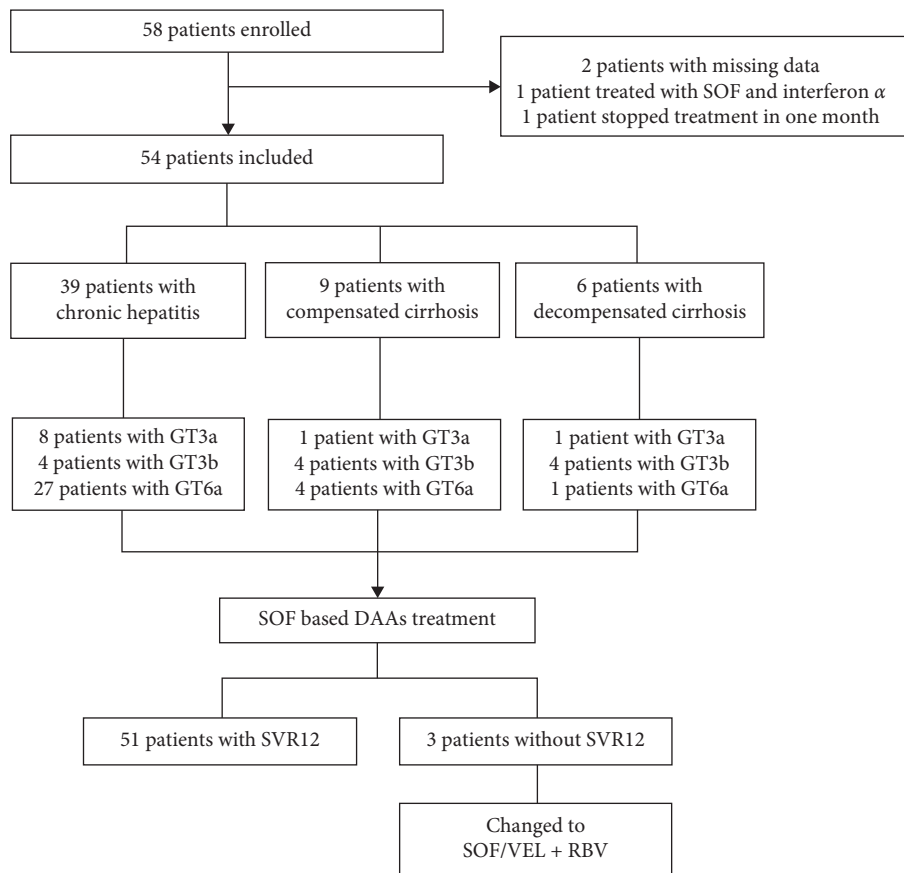 58 patients enrolled
2 patients with missing data
1 patient treated with SOF and interferon α
1 patient stopped treatment in one month
54 patients included
39 patients with
chronic hepatitis
9 patients with
compensated cirrhosis
6 patients with
decompensated cirrhosis
8 patients with GT3a
4 patients with GT3b
27 patients with GT6a
1 patient with GT3a
4 patients with GT3b
4 patients with GT6a
1 patient with GT3a
4 patients with GT3b
1 patients with GT6a
SOF based DAAs treatment
51 patients with SVR12
3 patients without SVR12
Changed to
SOF/VEL + RBV